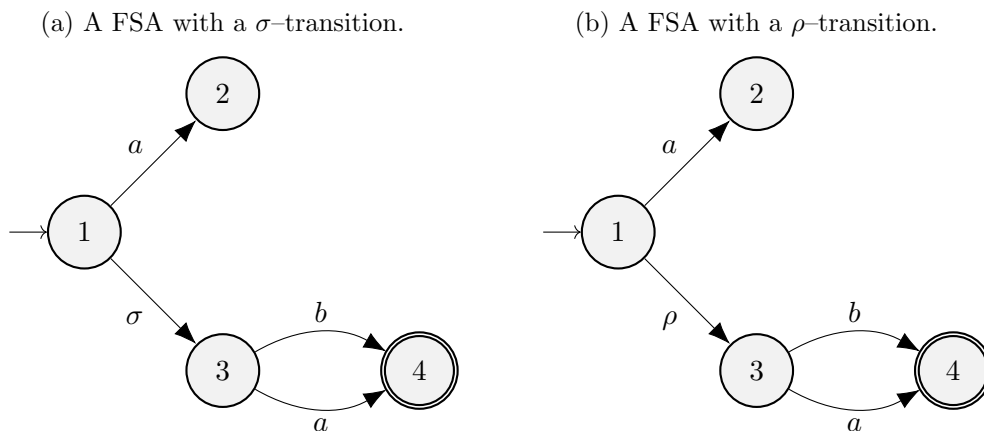 (a) A FSA with a σ–transition.
2
a
1
σ
3
b
a
4
(b) A FSA with a ρ–transition.
2
a
1
ρ
3
b
a
4